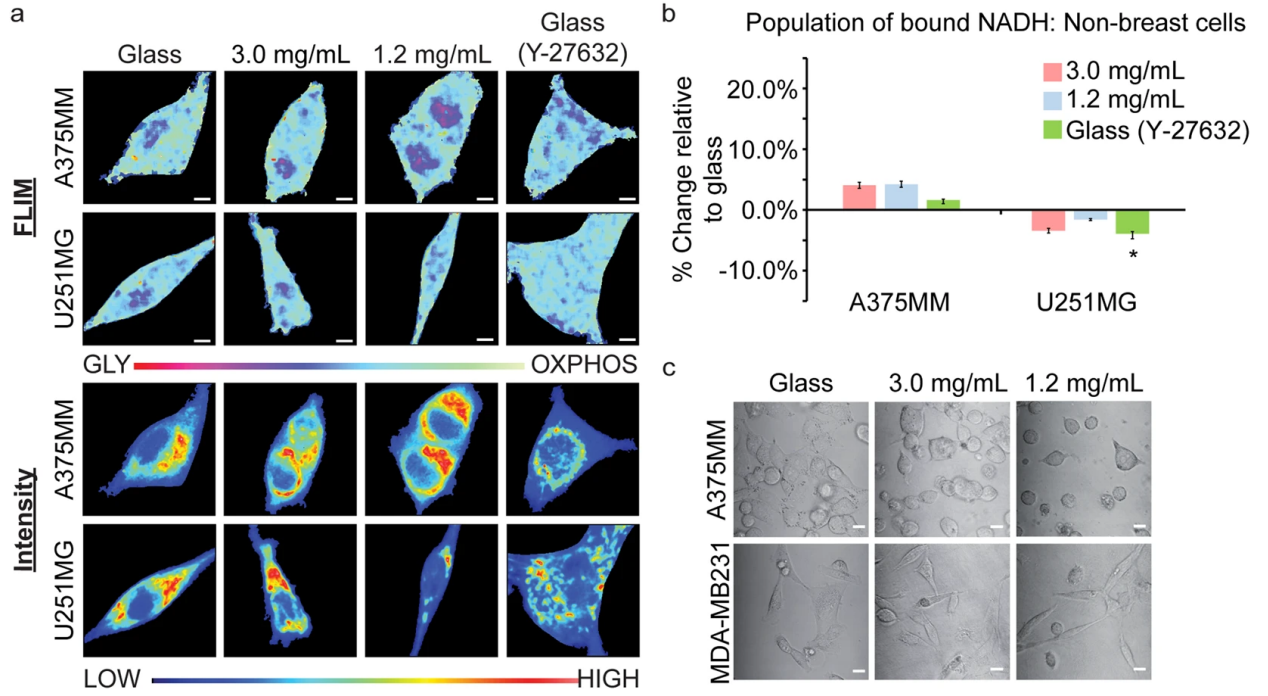 a
Glass
3.0 mg/mL
1.2 mg/mL
Glass
(Y-27632)
FLIM
A375MM
U251MG
GLY
OXPHOS
Intensity
A375MM
U251MG
LOW
HIGH
b
Population of bound NADH: Non-breast cells
% Change relative
to glass
20.0%
10.0%
0.0%
-10.0%
3.0 mg/mL
1.2 mg/mL
Glass (Y-27632)
*
A375MM
U251MG
c
Glass
3.0 mg/mL
1.2 mg/mL
A375MM
MDA-MB231